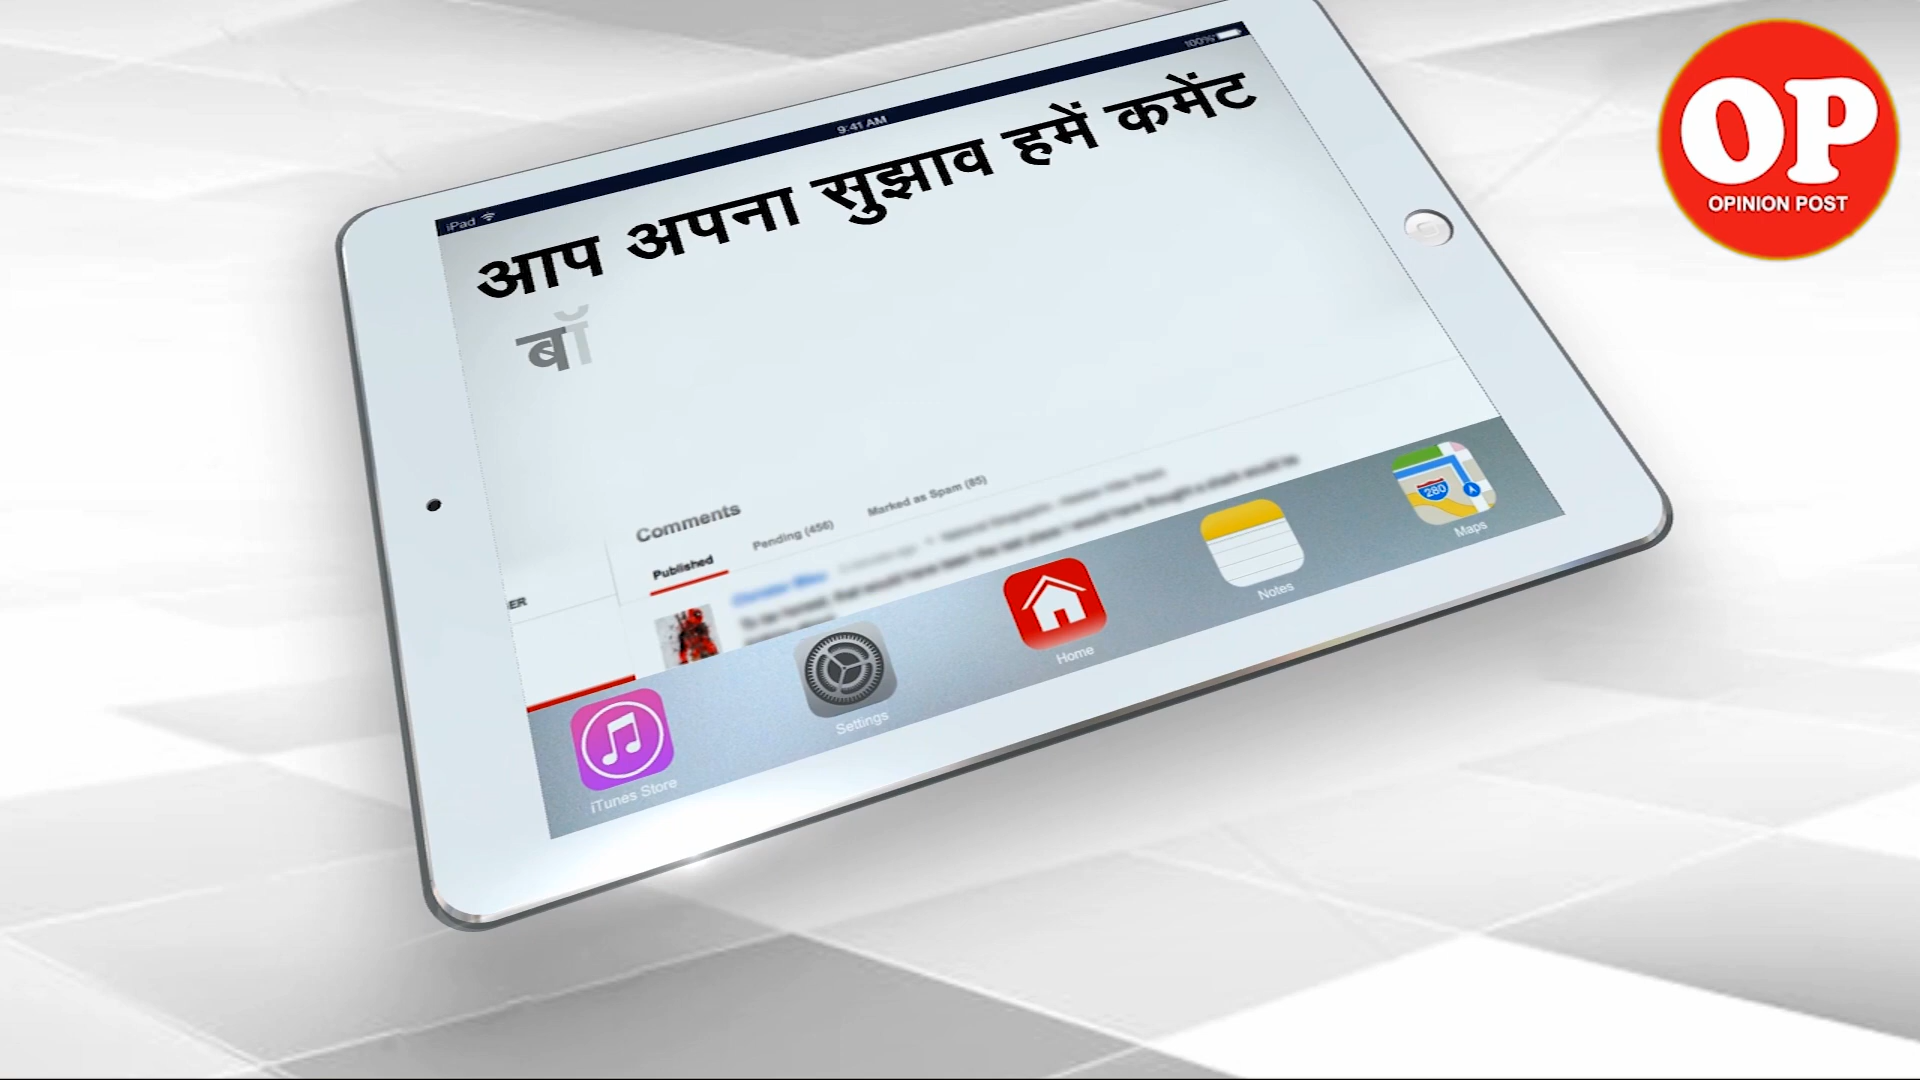 OP
OPINION POST
iPad
9:41 AM
100%
आप अपना सुझाव हमें कमेंट
बॉ
Comments
Published
Pending (456)
Marked as Spam (85)
ER
280
iTunes Store
Settings
Home
Notes
Maps